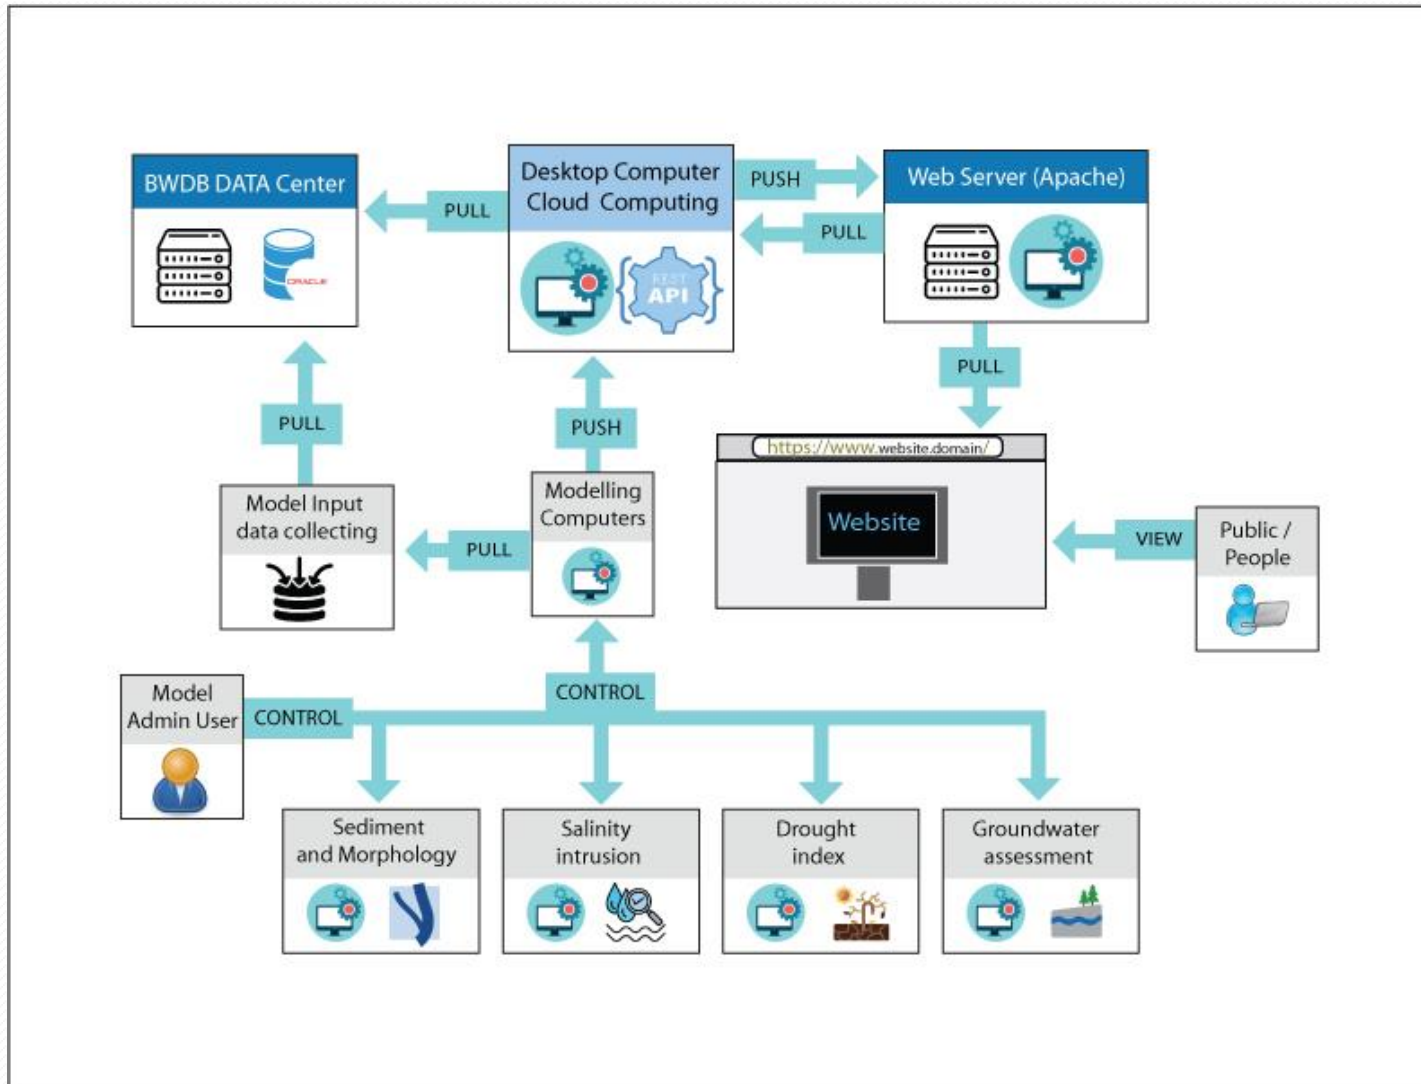 BWDB DATA Center
ORACLE
PULL
Desktop Computer
Cloud Computing
REST
API
PUSH
PULL
Web Server (Apache)
PULL
PULL
PUSH
https://www.website.domain/
Website
Model Input
data collecting
PULL
Modelling
Computers
VIEW
Public /
People
Model
Admin User
CONTROL
CONTROL
Sediment
and Morphology
Salinity
intrusion
Drought
index
Groundwater
assessment